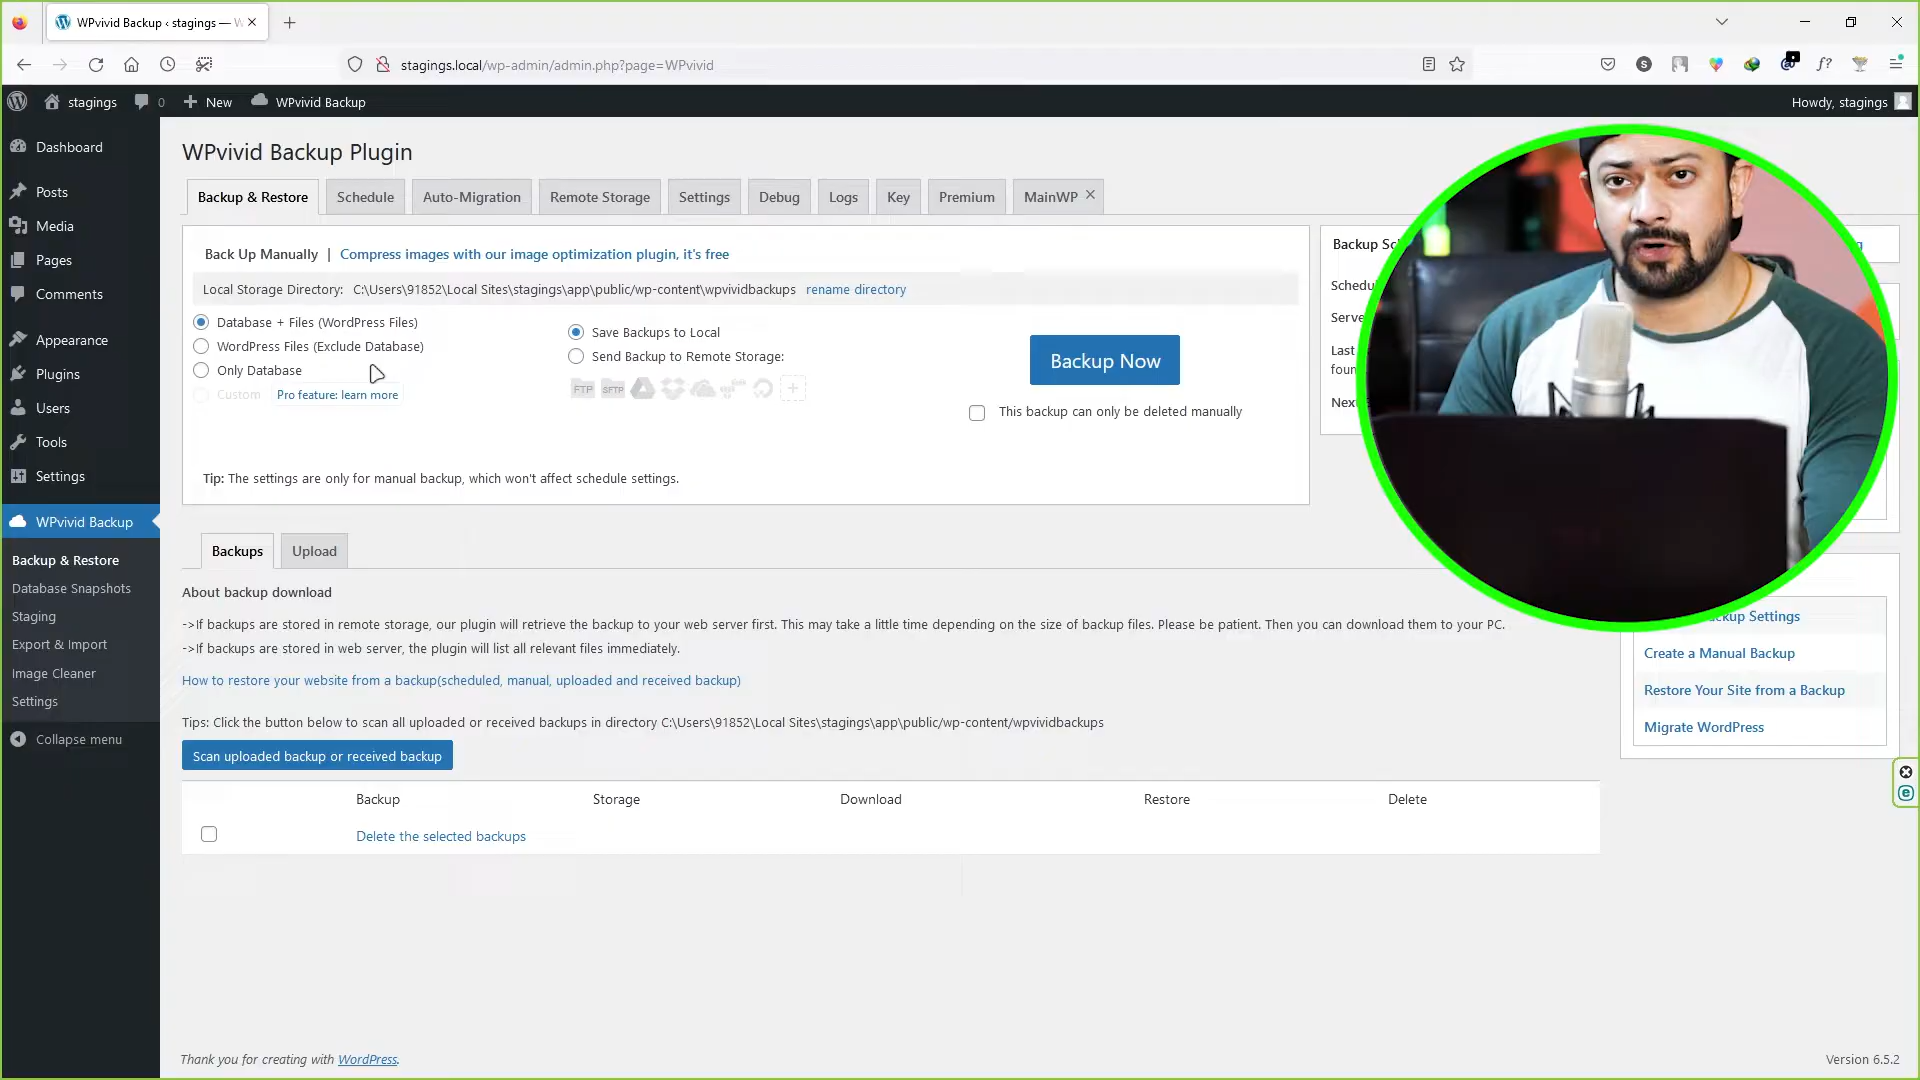 WPvivid Backup ‹ stagings — W
stagings.local/wp-admin/admin.php?page=WPvivid
stagings
0
New
WPvivid Backup
Howdy, stagings
Dashboard
Posts
Media
Pages
Comments
Appearance
Plugins
Users
Tools
Settings
WPvivid Backup
Backup & Restore
Database Snapshots
Staging
Export & Import
Image Cleaner
Settings
Collapse menu
WPvivid Backup Plugin
Backup & Restore
Schedule
Auto-Migration
Remote Storage
Settings
Debug
Logs
Key
Premium
MainWP
Back Up Manually | Compress images with our image optimization plugin, it's free
Local Storage Directory: C:\Users\91852\Local Sites\stagings\app\public/wp-content\wpvividbackups rename directory
Database + Files (WordPress Files)
WordPress Files (Exclude Database)
Only Database
Custom
Pro feature: learn more
Save Backups to Local
Send Backup to Remote Storage:
FTP
SFTP
Backup Now
This backup can only be deleted manually
Tip: The settings are only for manual backup, which won't affect schedule settings.
Backup Sc
Schedu
Serve
Last
foun
Nex
Backups
Upload
About backup download
->If backups are stored in remote storage, our plugin will retrieve the backup to your web server first. This may take a little time depending on the size of backup files. Please be patient. Then you can download them to your PC.
->If backups are stored in web server, the plugin will list all relevant files immediately.
How to restore your website from a backup(scheduled, manual, uploaded and received backup)
Tips: Click the button below to scan all uploaded or received backups in directory C:\Users\91852\Local Sites\stagings\app\public/wp-content/wpvividbackups
Scan uploaded backup or received backup
Backup
Storage
Download
Restore
Delete
Delete the selected backups
ckup Settings
Create a Manual Backup
Restore Your Site from a Backup
Migrate WordPress
Thank you for creating with WordPress.
Version 6.5.2